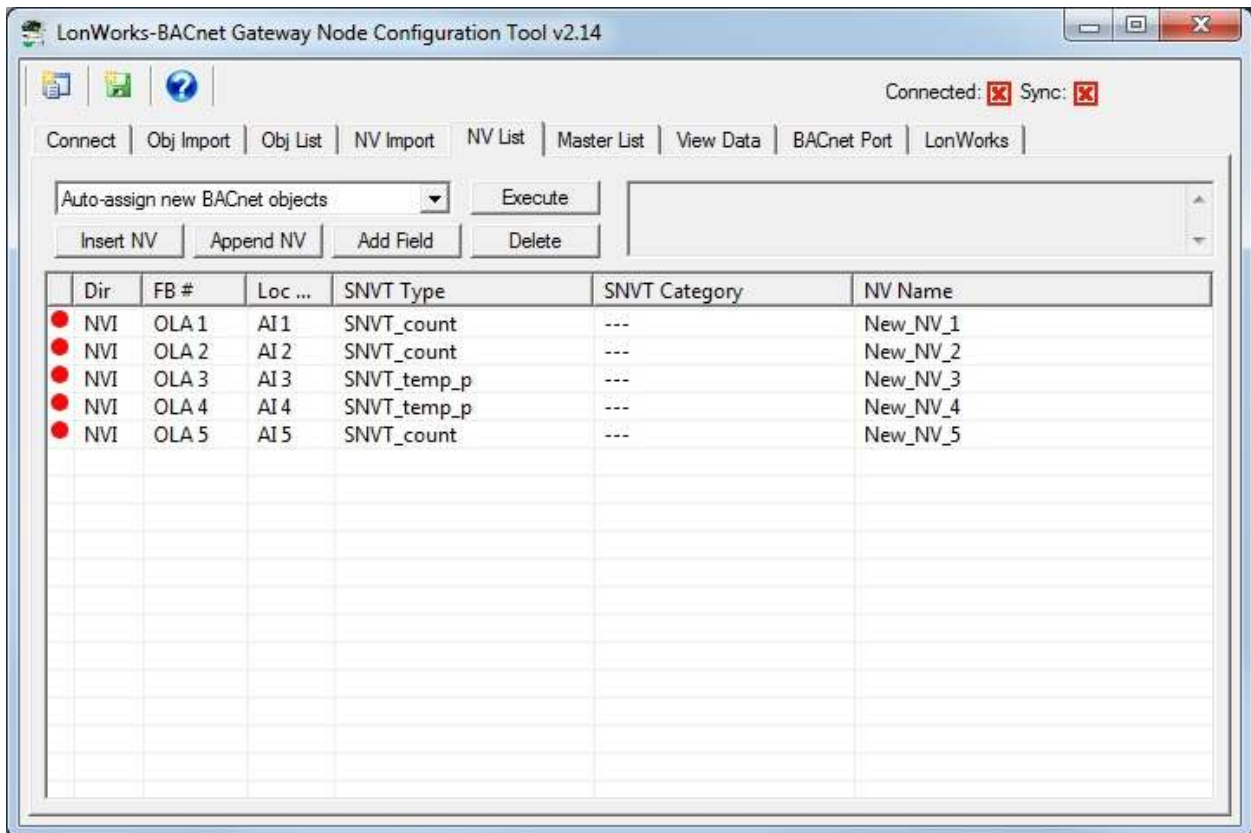 LonWorks-BACnet Gateway Node Configuration Tool v2.14
Connected: Sync:
Connect Obj Import Obj List NV Import NV List Master List View Data BACnet Port LonWorks
Auto-assign new BACnet objects Execute
Insert NV Append NV Add Field Delete
Dir FB # Loc ... SNVT Type SNVT Category NV Name
NVI OLA 1 AI 1 SNVT_count --- New_NV_1
NVI OLA 2 AI 2 SNVT_count --- New_NV_2
NVI OLA 3 AI 3 SNVT_temp_p --- New_NV_3
NVI OLA 4 AI 4 SNVT_temp_p --- New_NV_4
NVI OLA 5 AI 5 SNVT_count --- New_NV_5